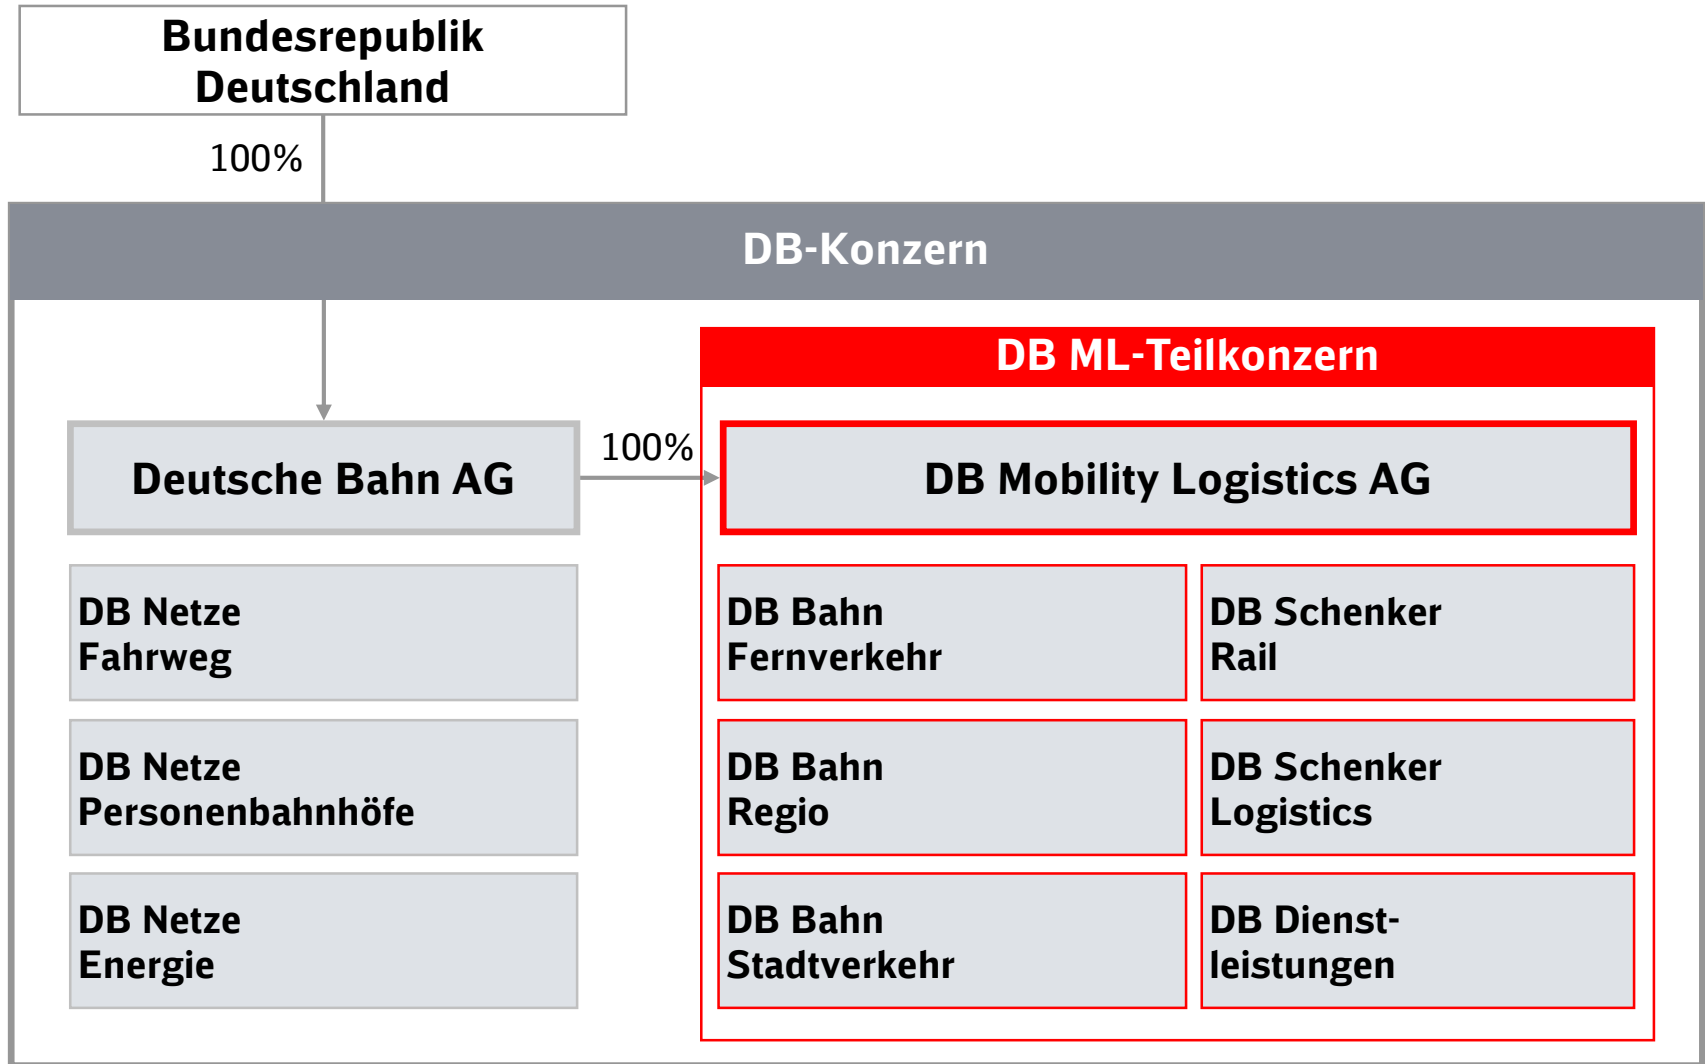 Bundesrepublik
Deutschland
100%
DB-Konzern
DB ML-Teilkonzern
Deutsche Bahn AG
100%
DB Mobility Logistics AG
DB Netze
Fahrweg
DB Bahn
Fernverkehr
DB Schenker
Rail
DB Netze
Personenbahnhöfe
DB Bahn
Regio
DB Schenker
Logistics
DB Netze
Energie
DB Bahn
Stadtverkehr
DB Dienst-
leistungen